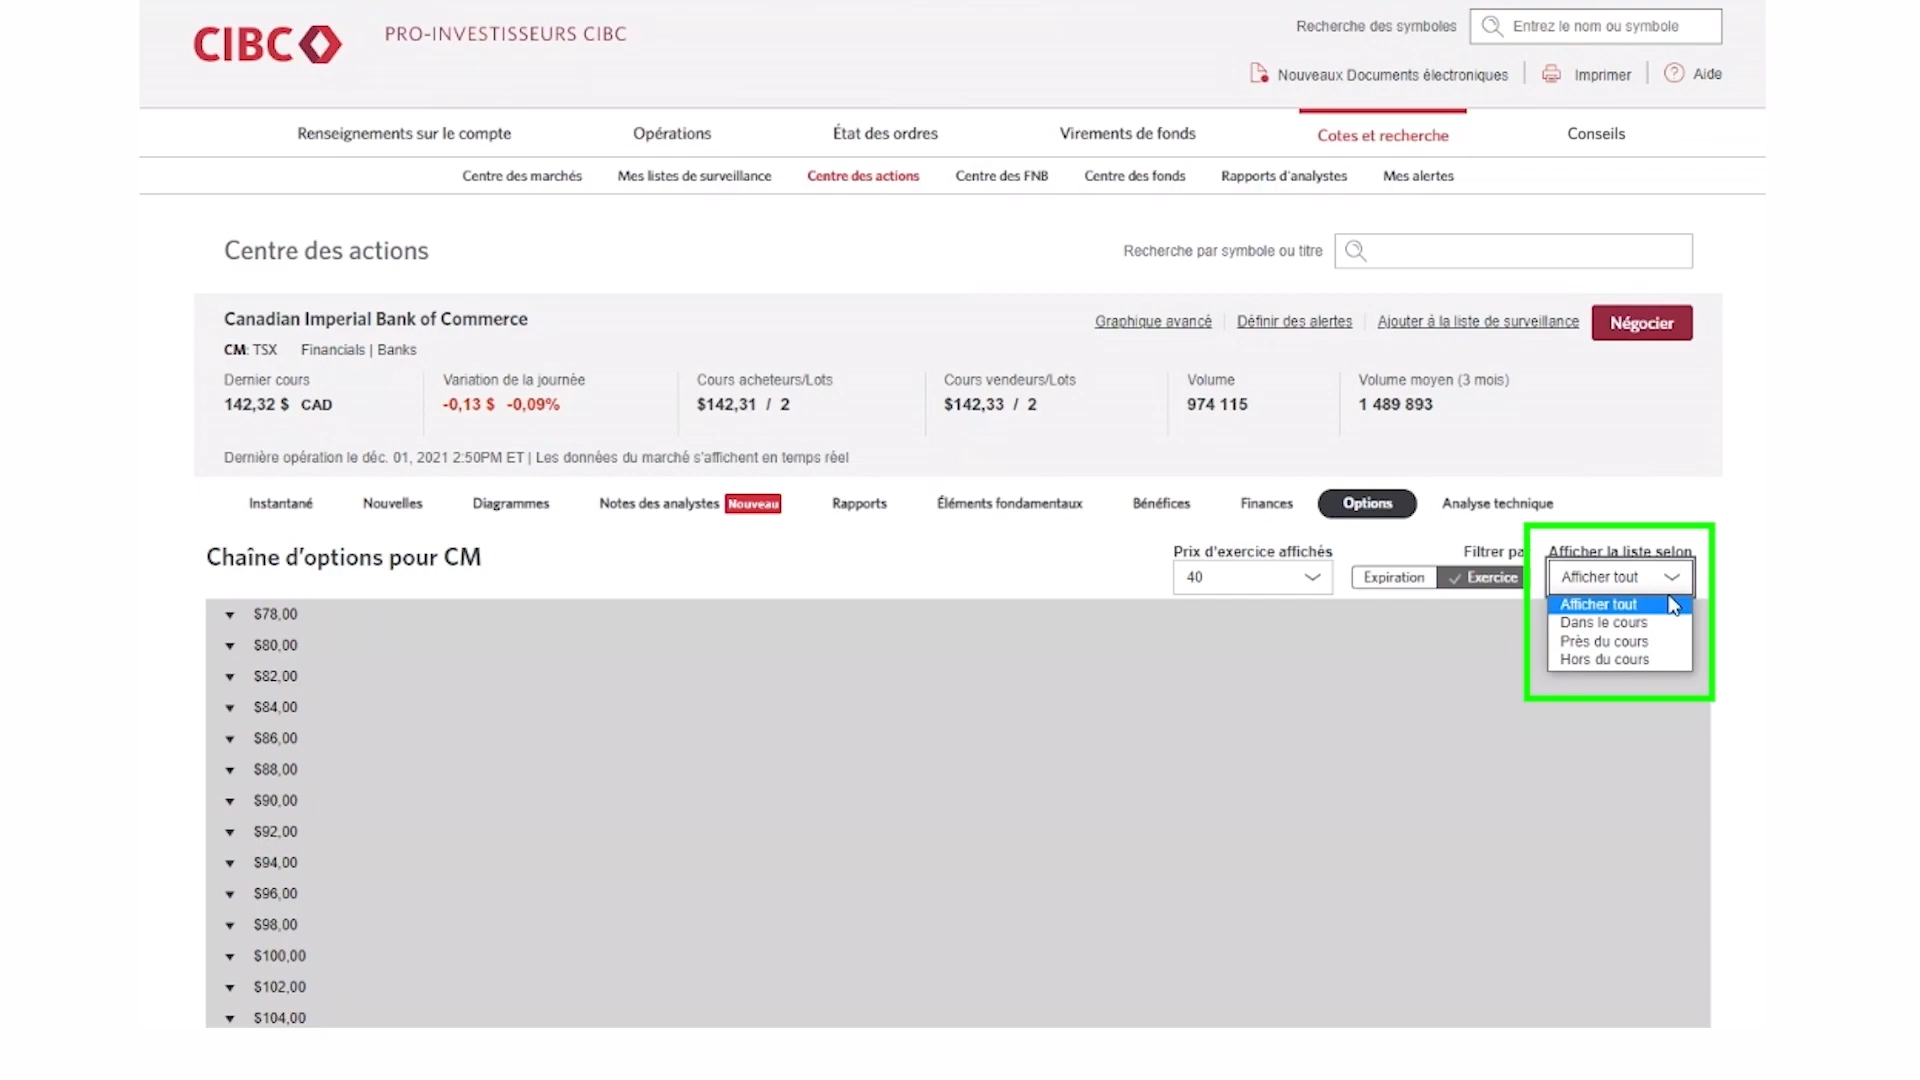 CIBC
PRO-INVESTISSEURS CIBC
Recherche des symboles
Entrez le nom ou symbole
Nouveaux Documents électroniques
Imprimer
Aide
Renseignements sur le compte
Opérations
État des ordres
Virements de fonds
Cotes et recherche
Conseils
Centre des marchés
Mes listes de surveillance
Centre des actions
Centre des FNB
Centre des fonds
Rapports d'analystes
Mes alertes
Centre des actions
Recherche par symbole ou titre
Canadian Imperial Bank of Commerce
Graphique avancé
Définir des alertes
Ajouter à la liste de surveillance
Négocier
CM: TSX Financials | Banks
Dernier cours
Variation de la journée
Cours acheteurs/Lots
Cours vendeurs/Lots
Volume
Volume moyen (3 mois)
142,32 $ CAD
-0,13 $ -0,09%
$142,31 / 2
$142,33 / 2
974 115
1 489 893
Dernière opération le déc. 01, 2021 2:50PM ET | Les données du marché s'affichent en temps réel
Instantané
Nouvelles
Diagrammes
Notes des analystes Nouveau
Rapports
Éléments fondamentaux
Bénéfices
Finances
Options
Analyse technique
Chaîne d'options pour CM
Prix d'exercice affichés
Filtrer pa
Afficher la liste selon
40
Expiration
Exercice
Afficher tout
Afficher tout
Dans le cours
Près du cours
Hors du cours
$78,00
$80,00
$82,00
$84,00
$86,00
$88,00
$90,00
$92,00
$94,00
$96,00
$98,00
$100,00
$102,00
$104,00